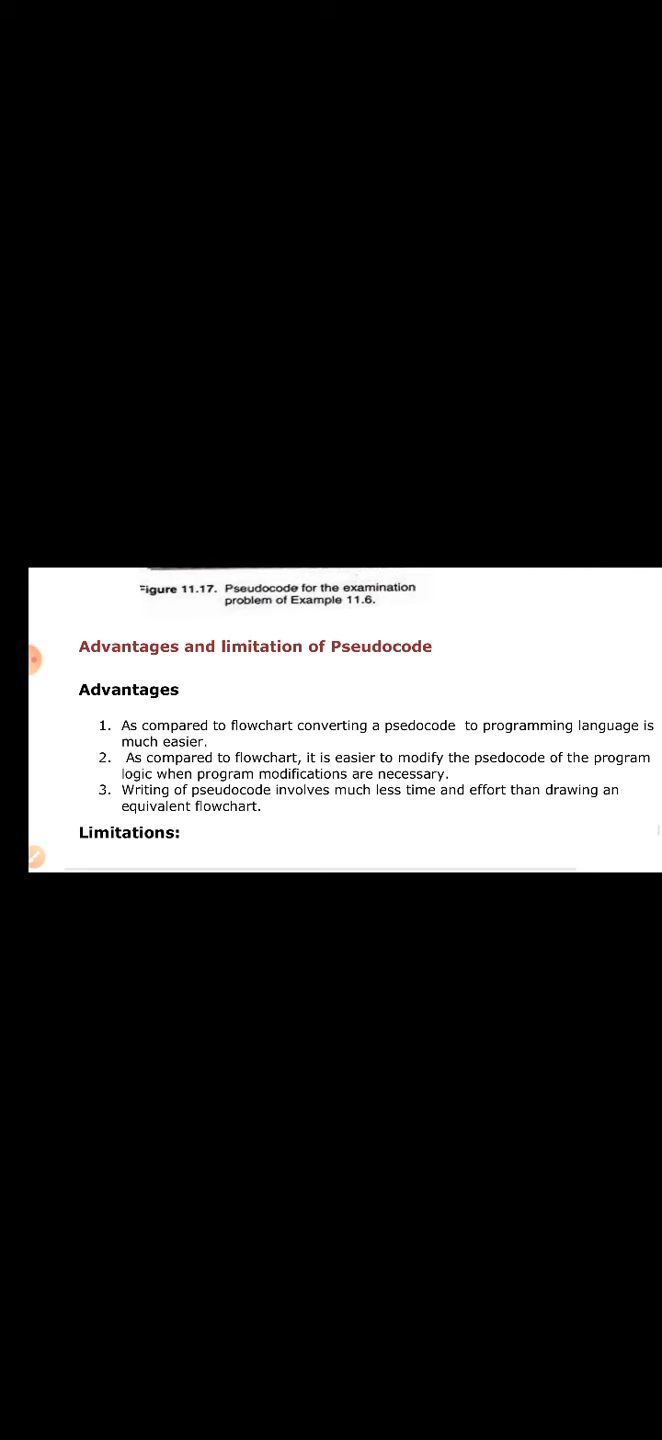 Figure 11.17. Pseudocode for the examination
problem of Example 11.6.
Advantages and limitation of Pseudocode
Advantages
1. As compared to flowchart converting a psedocode to programming language is
much easier.
2. As compared to flowchart, it is easier to modify the psedocode of the program
logic when program modifications are necessary.
3. Writing of pseudocode involves much less time and effort than drawing an
equivalent flowchart.
Limitations: